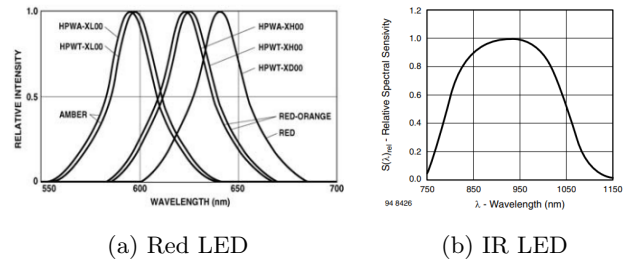 RELATIVE INTENSITY
1.0
0.5
0
550
600
650
700
WAVELENGTH (nm)
HPWA-XL00
HPWT-XL00
AMBER
HPWA-XH00
HPWT-XH00
HPWT-XD00
RED-ORANGE
RED
(a) Red LED
S(λ)rel - Relative Spectral Sensivity
1.2
1.0
0.8
0.6
0.4
0.2
0.0
750
850
950
1050
1150
94 8426
λ - Wavelength (nm)
(b) IR LED